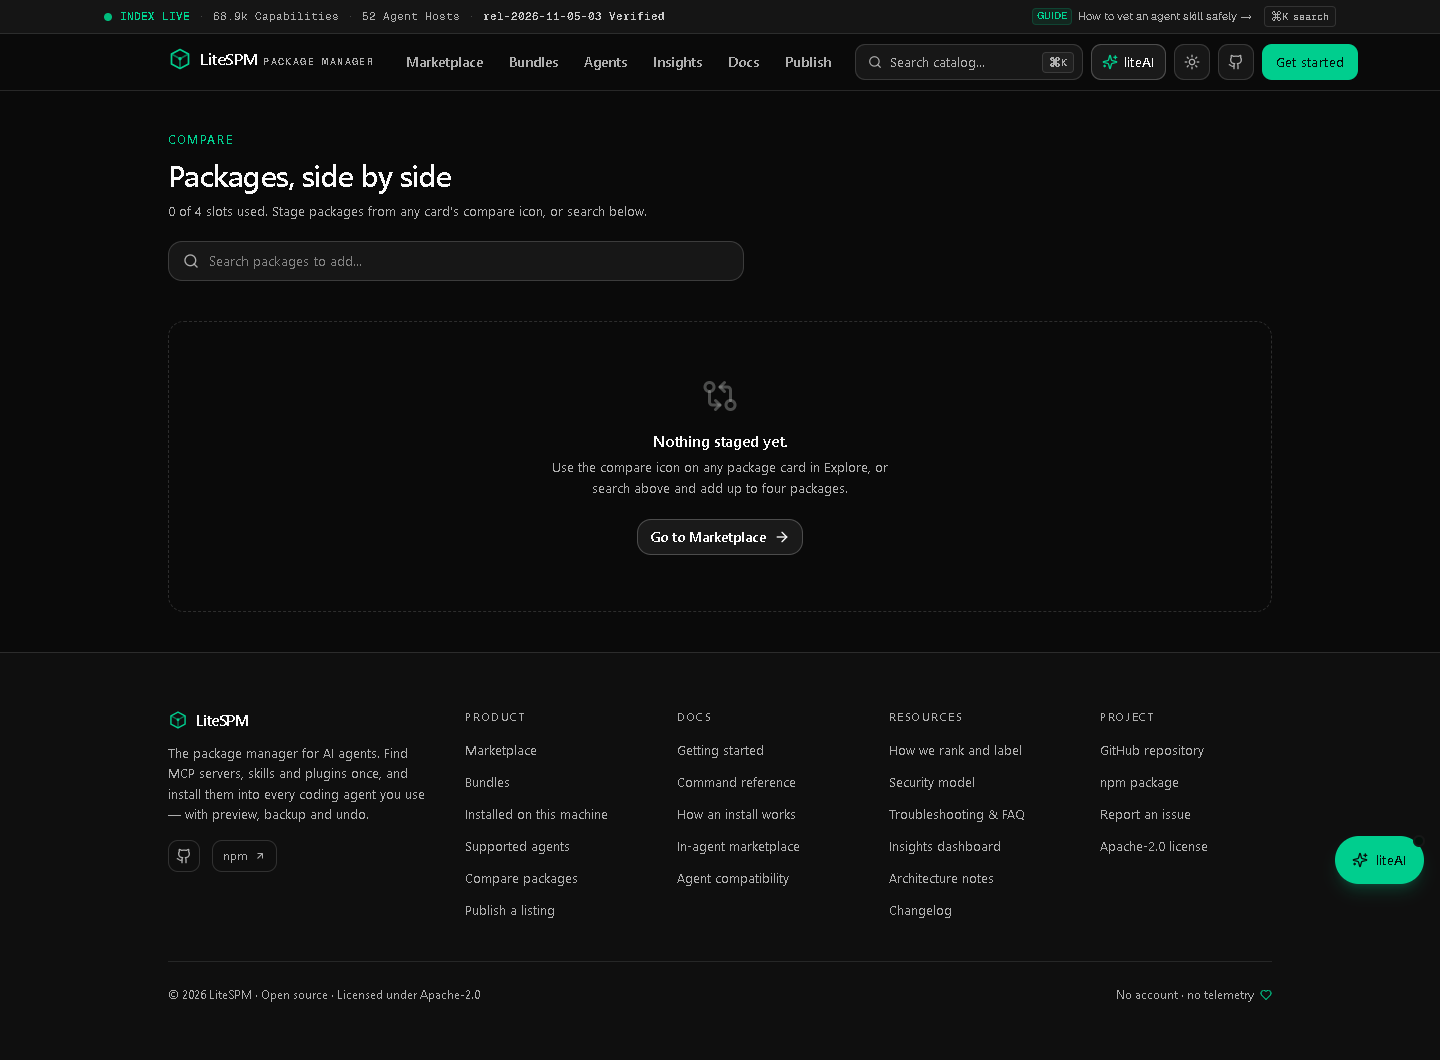 INDEX LIVE · 68.9k Capabilities · 52 Agent Hosts · rel-2026-11-05-03 Verified
GUIDE How to vet an agent skill safely → ⌘K search
LiteSPM PACKAGE MANAGER
Marketplace Bundles Agents Insights Docs Publish
Search catalog... ⌘K
liteAI
Get started
COMPARE
Packages, side by side
0 of 4 slots used. Stage packages from any card's compare icon, or search below.
Search packages to add...
Nothing staged yet.
Use the compare icon on any package card in Explore, or
search above and add up to four packages.
Go to Marketplace →
LiteSPM
The package manager for AI agents. Find
MCP servers, skills and plugins once, and
install them into every coding agent you use
— with preview, backup and undo.
npm ↗
PRODUCT
Marketplace
Bundles
Installed on this machine
Supported agents
Compare packages
Publish a listing
DOCS
Getting started
Command reference
How an install works
In-agent marketplace
Agent compatibility
RESOURCES
How we rank and label
Security model
Troubleshooting & FAQ
Insights dashboard
Architecture notes
Changelog
PROJECT
GitHub repository
npm package
Report an issue
Apache-2.0 license
liteAI
© 2026 LiteSPM · Open source · Licensed under Apache-2.0
No account · no telemetry